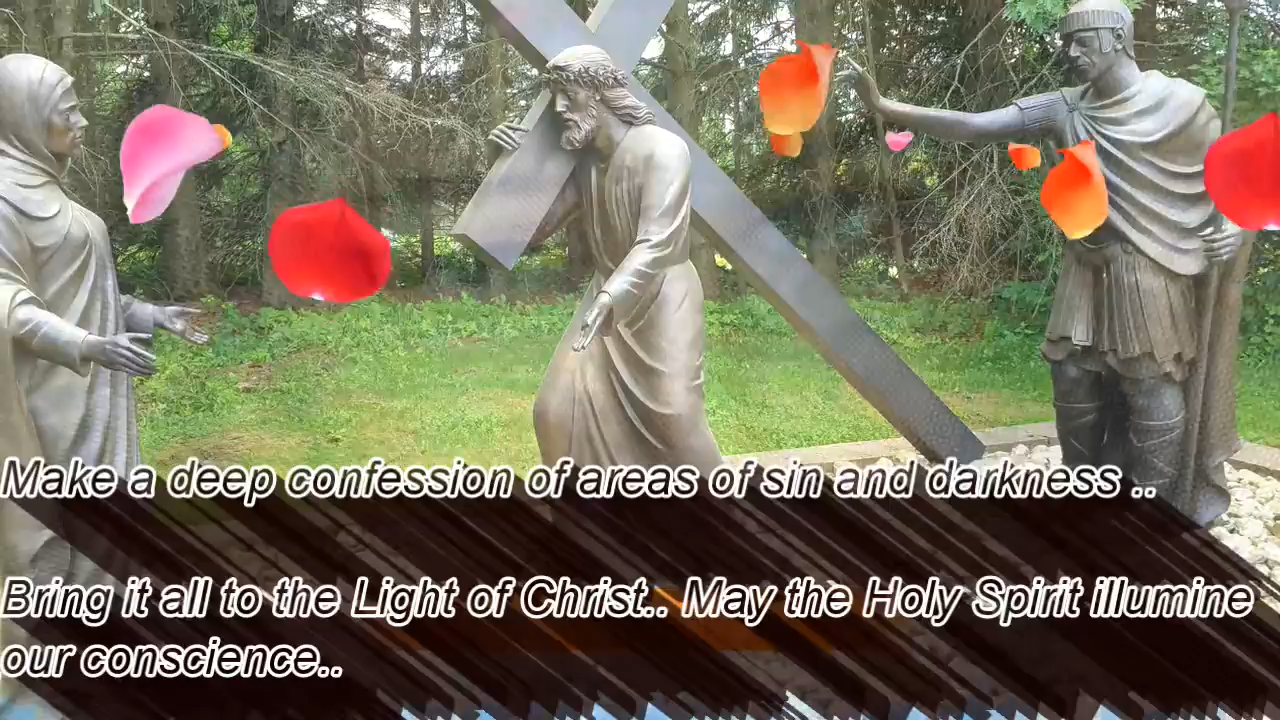 Make a deep confession of areas of sin and darkness ..
Bring it all to the Light of Christ.. May the Holy Spirit illumine
our conscience..